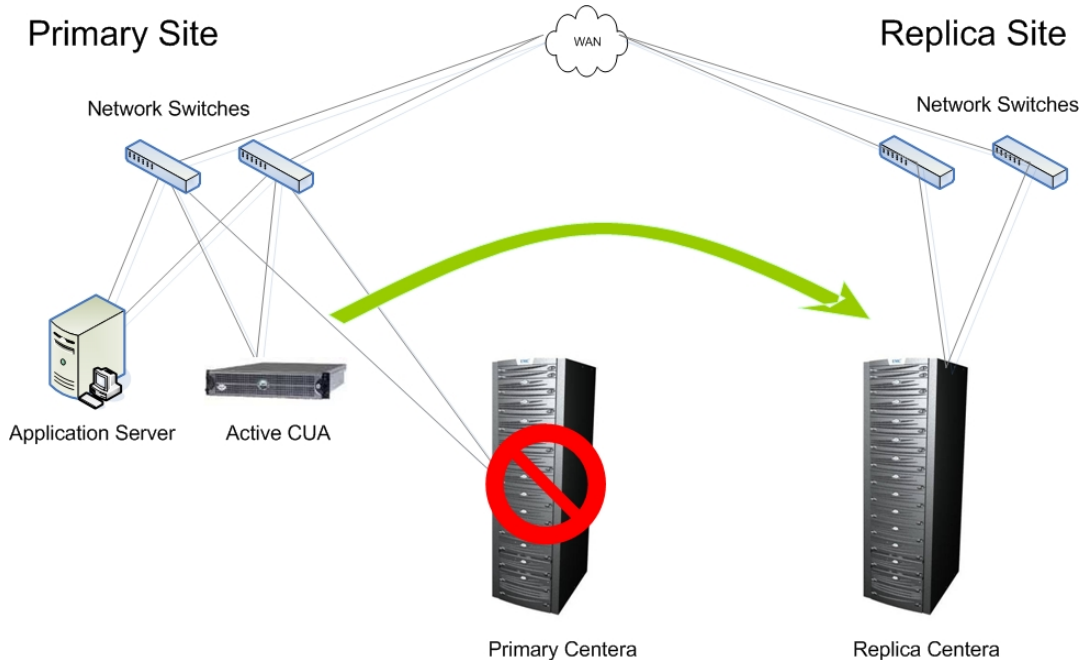 Primary Site
WAN
Replica Site
Network Switches
Network Switches
Application Server
Active CUA
Primary Centera
Replica Centera